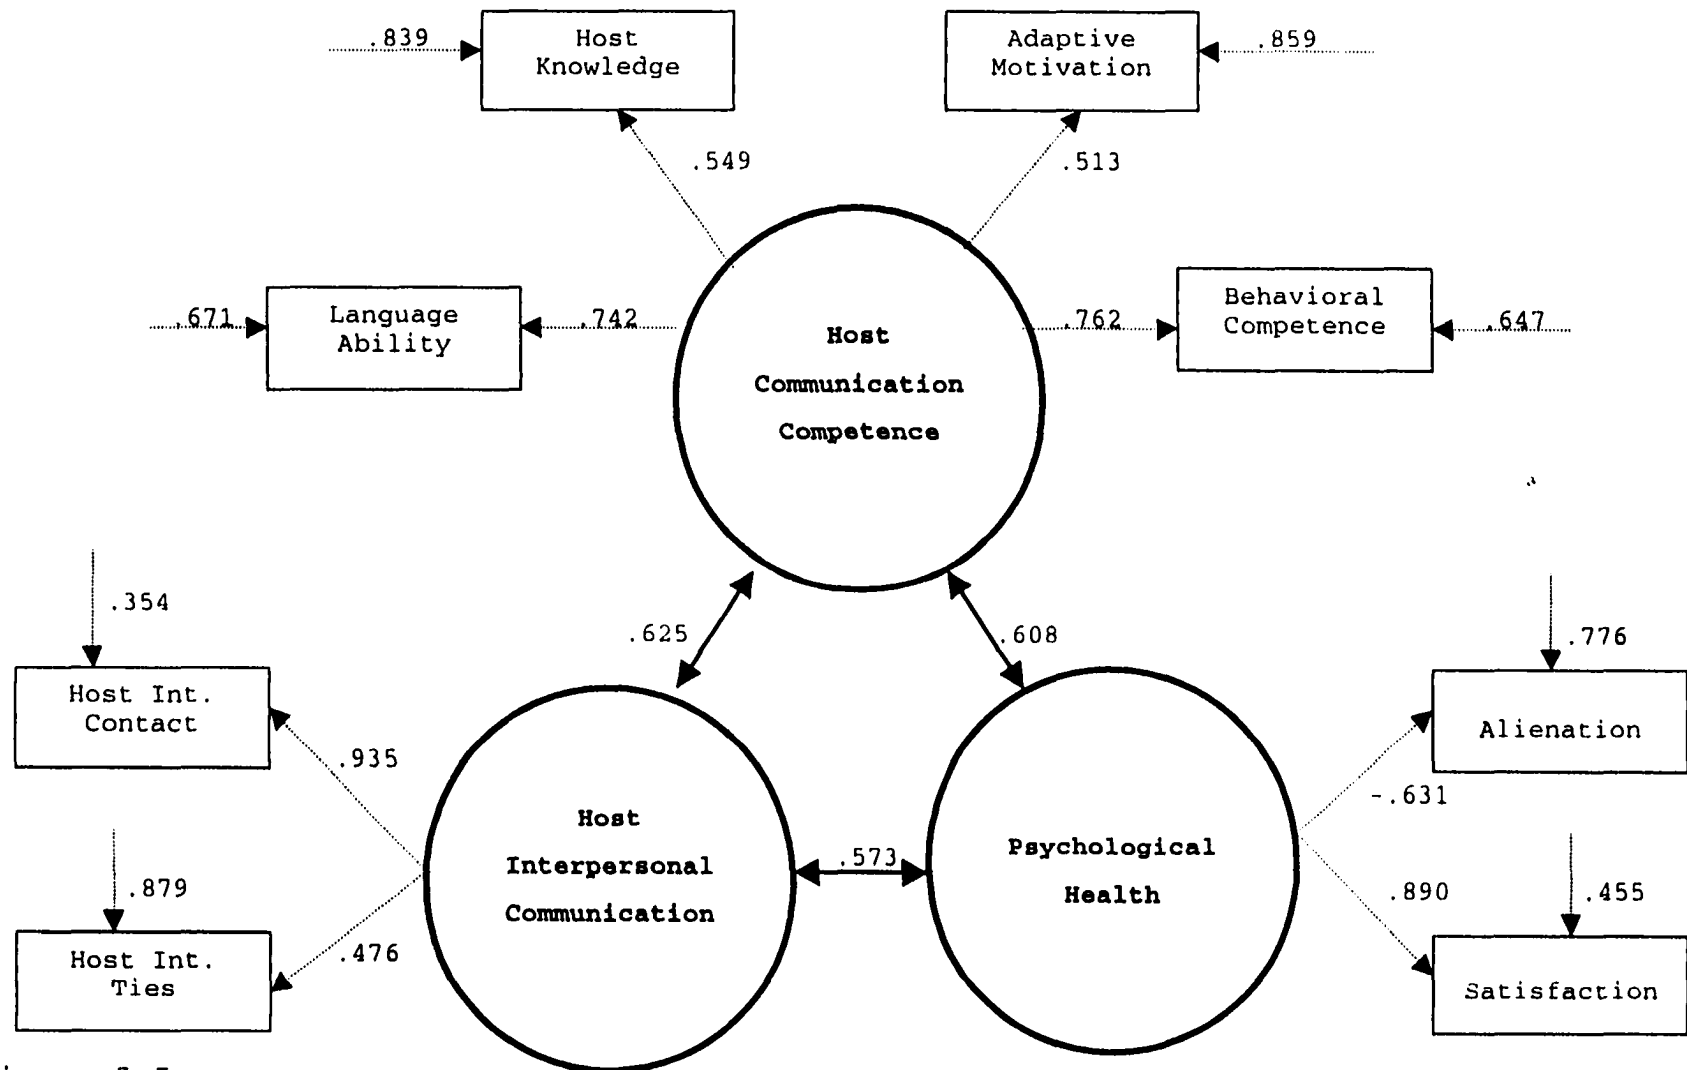 .839
Host
Knowledge
Adaptive
Motivation
.859
.549
.513
.671
Language
Ability
.742
Host
Communication
Competence
.762
Behavioral
Competence
.647
.354
.625
.608
.776
Host Int.
Contact
.935
Alienation
-.631
Host
Interpersonal
Communication
.573
Psychological
Health
.879
.890
.455
Host Int.
Ties
.476
Satisfaction